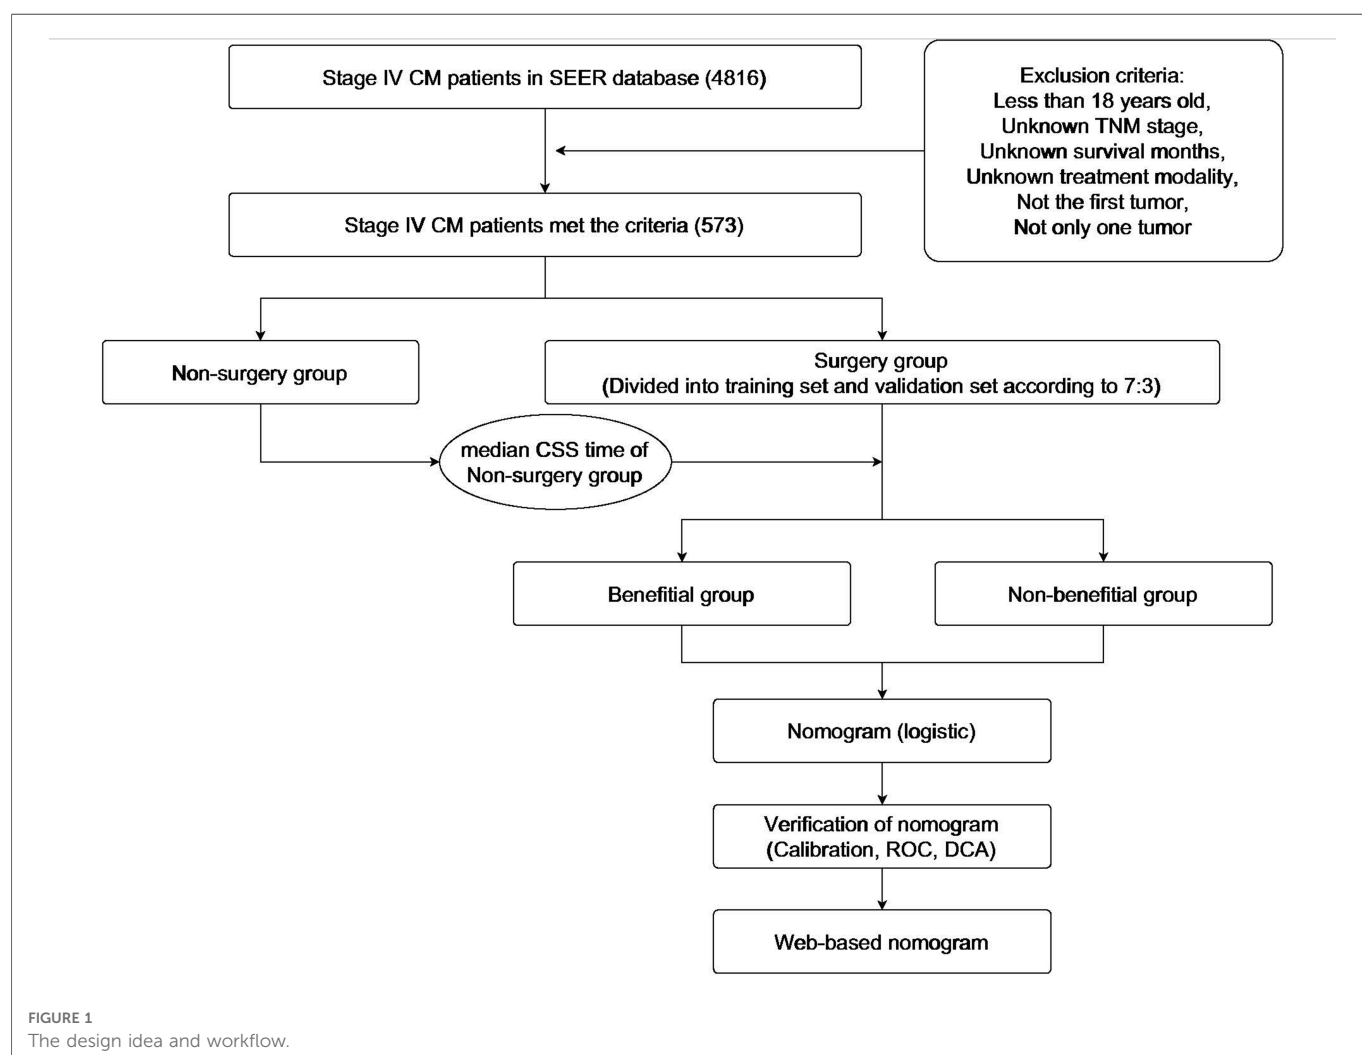 Stage IV CM patients in SEER database (4816)
Exclusion criteria:
Less than 18 years old,
Unknown TNM stage,
Unknown survival months,
Unknown treatment modality,
Not the first tumor,
Not only one tumor
Stage IV CM patients met the criteria (573)
Non-surgery group
Surgery group
(Divided into training set and validation set according to 7:3)
median CSS time of
Non-surgery group
Benefitial group
Non-benefitial group
Nomogram (logistic)
Verification of nomogram
(Calibration, ROC, DCA)
Web-based nomogram
FIGURE 1
The design idea and workflow.